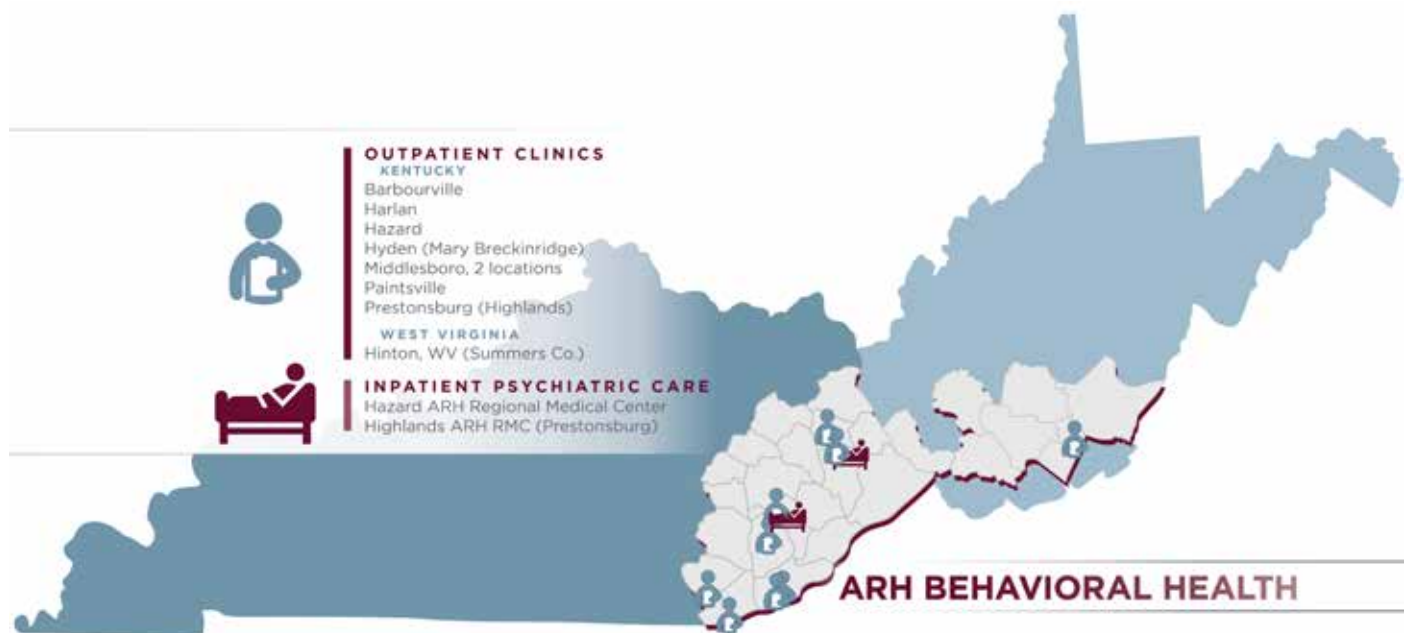 OUTPATIENT CLINICS
KENTUCKY
Barbourville
Harlan
Hazard
Hyden (Mary Breckinridge)
Middlesboro, 2 locations
Paintsville
Prestonsburg (Highlands)
WEST VIRGINIA
Hinton, WV (Summers Co.)
INPATIENT PSYCHIATRIC CARE
Hazard ARH Regional Medical Center
Highlands ARH RMC (Prestonsburg)
ARH BEHAVIORAL HEALTH